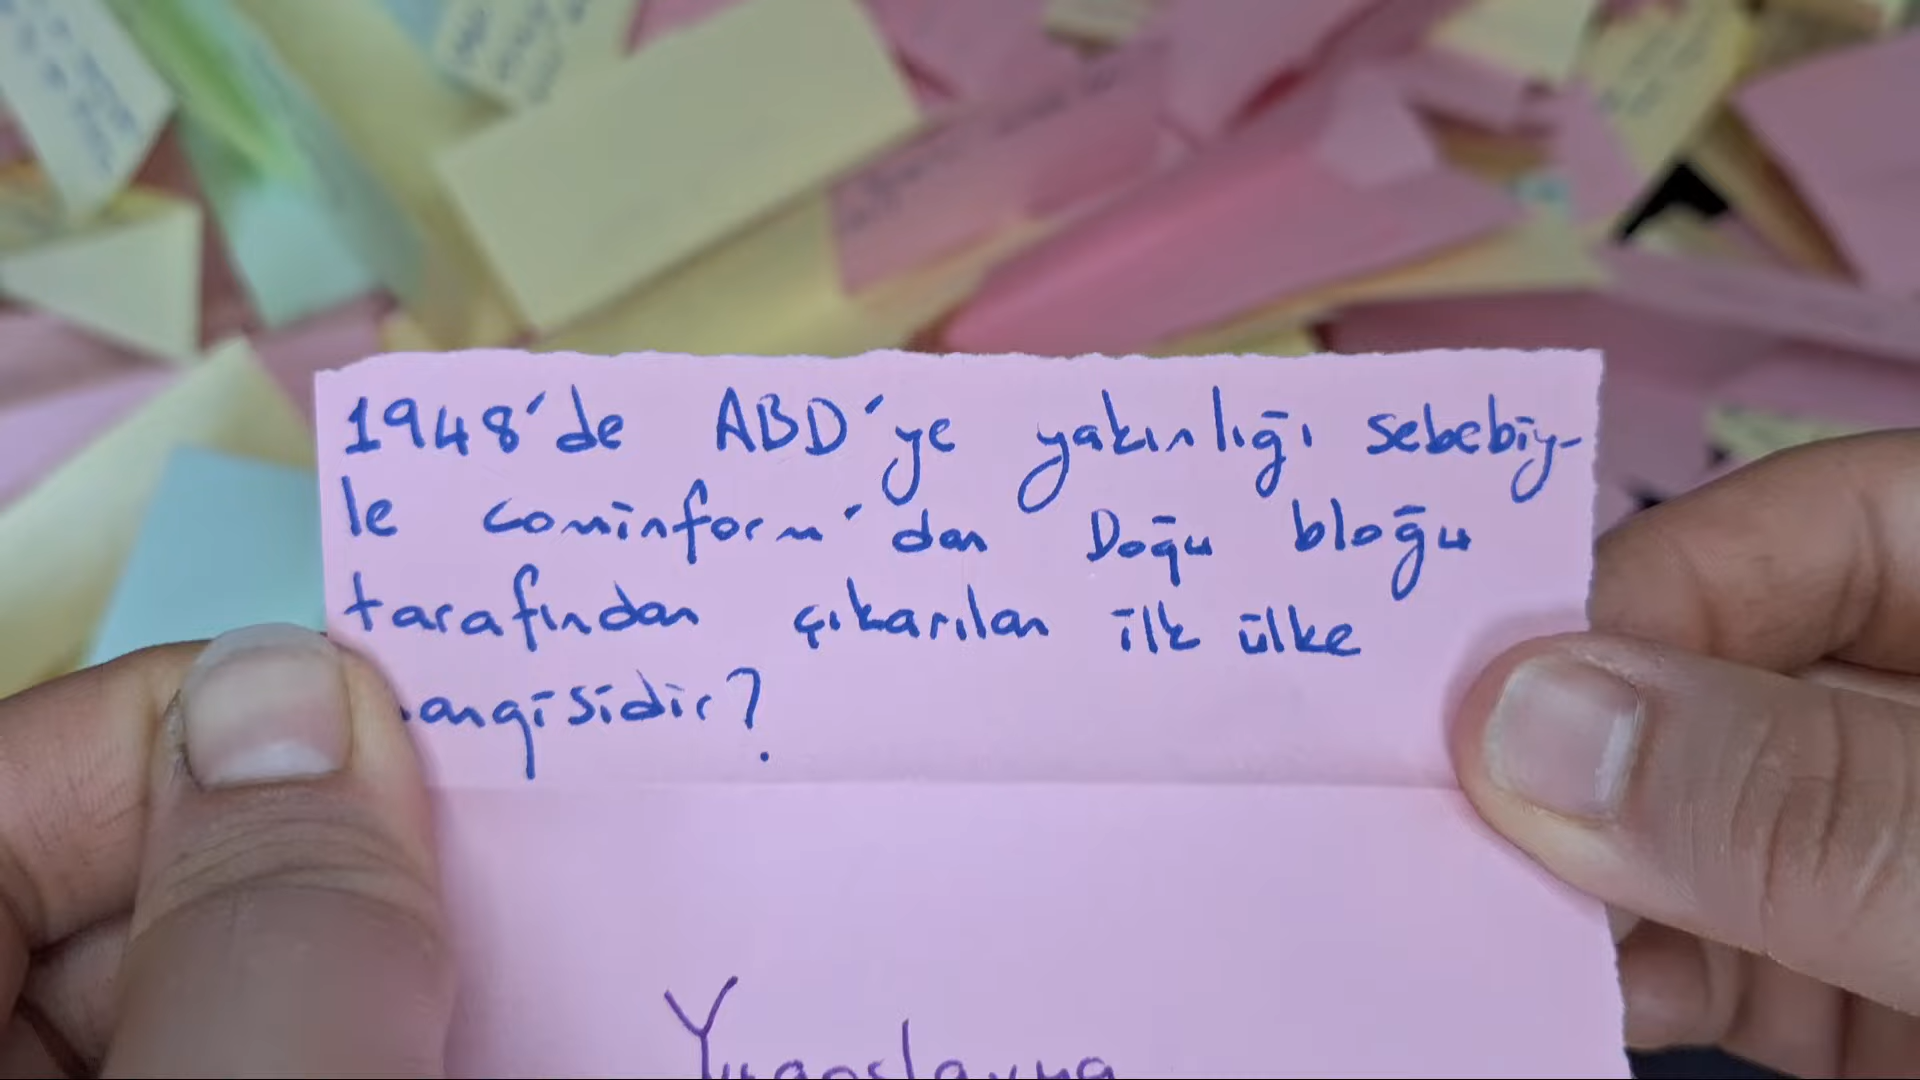 1948'de ABD'ye yakınlığı sebebiy-
le cominform'dan Doğu bloğu
tarafından çıkarılan ilk ülke
angisidir?
Yugoslavya